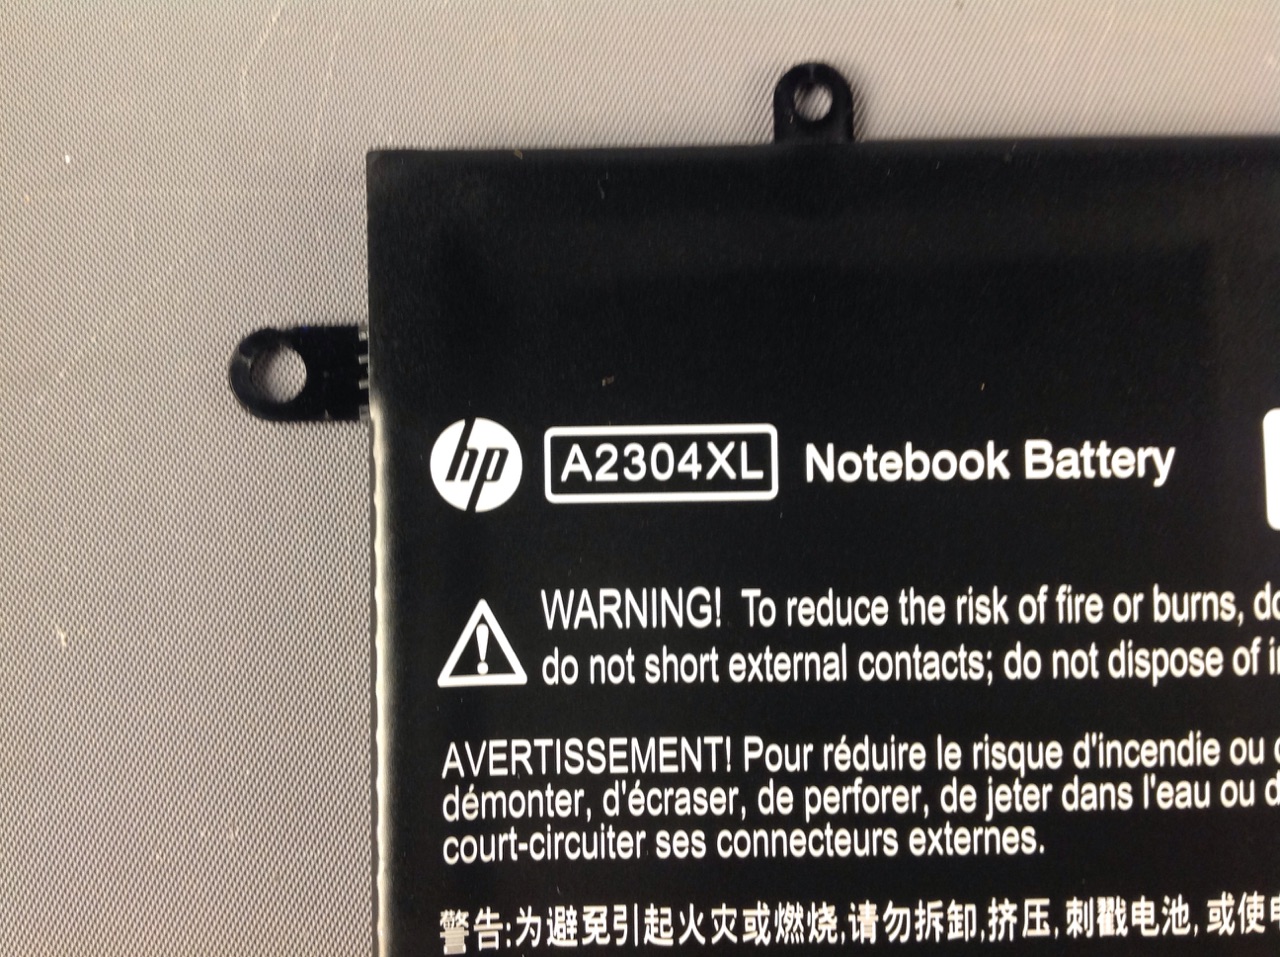 hp A2304XL Notebook Battery
WARNING! To reduce the risk of fire or burns,
do not short external contacts; do not dispose of
AVERTISSEMENT! Pour réduire le risque d'incendie ou
démonter, d'écraser, de perforer, de jeter dans l'eau ou
court-circuiter ses connecteurs externes.
警告:为避免引起火灾或燃烧,请勿拆卸,挤压,刺戳电池,或使